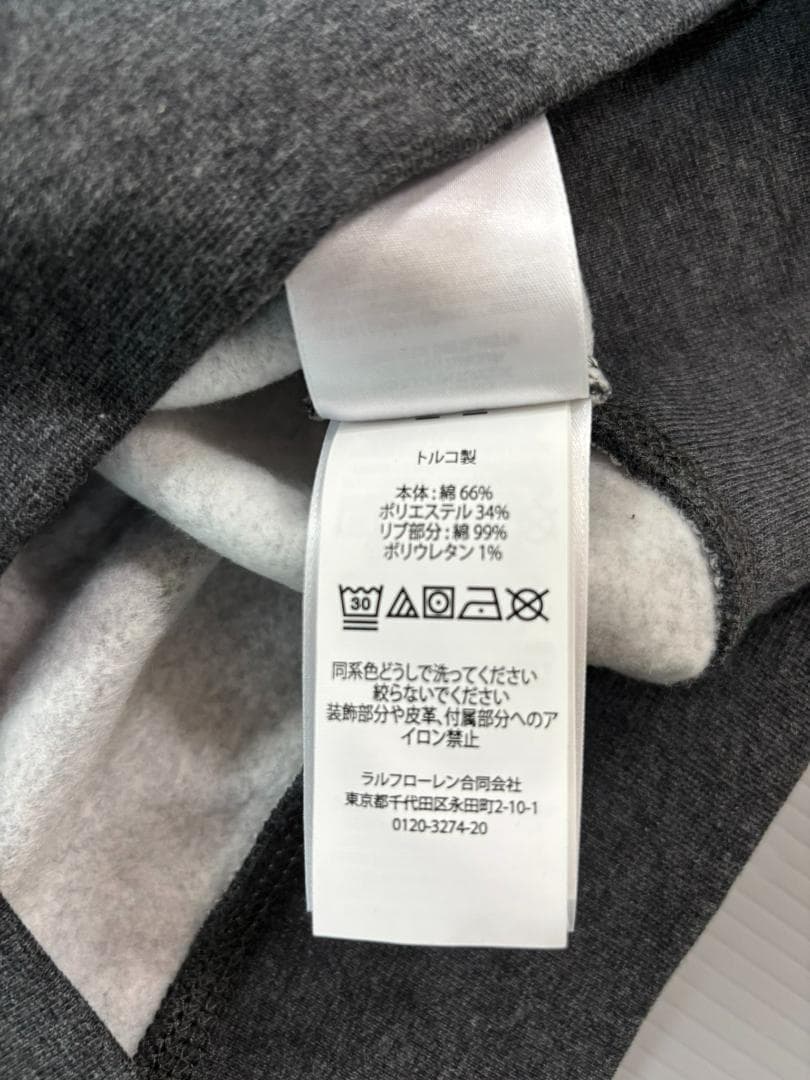 トルコ製
本体：綿 66%
ポリエステル 34%
リブ部分：綿 99%
ポリウレタン 1%
30
同系色どうしで洗ってください
絞らないでください
装飾部分や皮革、付属部分へのア
イロン禁止
ラルフローレン合同会社
東京都千代田区永田町2-10-1
0120-3274-20